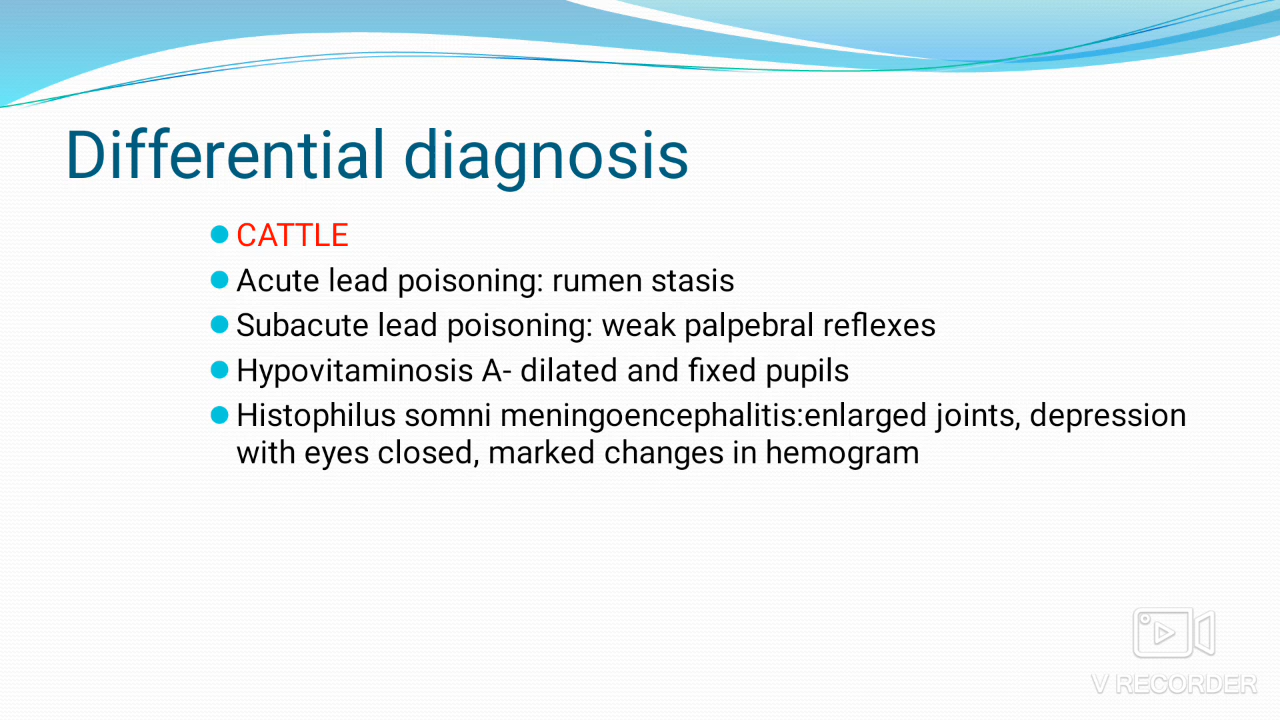 Differential diagnosis
CATTLE
Acute lead poisoning: rumen stasis
Subacute lead poisoning: weak palpebral reflexes
Hypovitaminosis A- dilated and fixed pupils
Histophilus somni meningoencephalitis:enlarged joints, depression
with eyes closed, marked changes in hemogram
V RECORDER